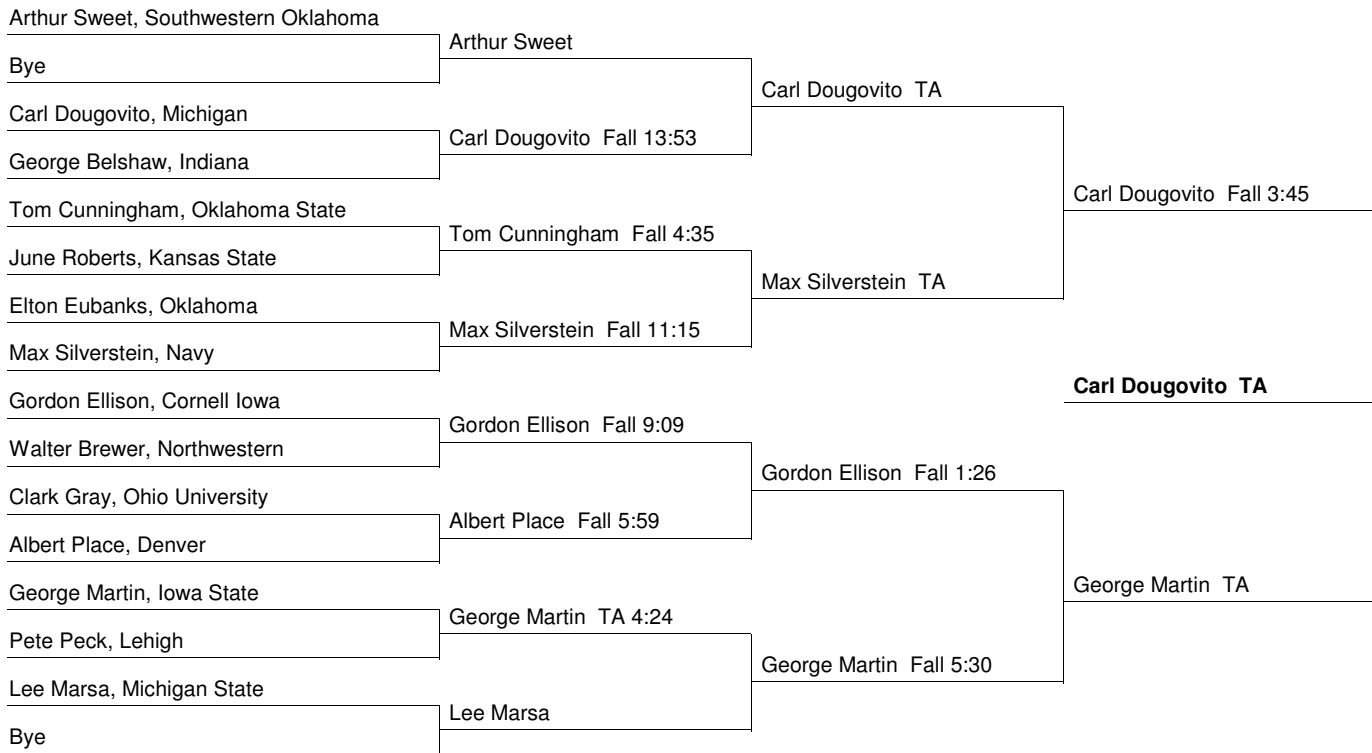 Arthur Sweet, Southwestern Oklahoma
Bye
Carl Dougovito, Michigan
George Belshaw, Indiana
Tom Cunningham, Oklahoma State
June Roberts, Kansas State
Elton Eubanks, Oklahoma
Max Silverstein, Navy
Gordon Ellison, Cornell Iowa
Walter Brewer, Northwestern
Clark Gray, Ohio University
Albert Place, Denver
George Martin, Iowa State
Pete Peck, Lehigh
Lee Marsa, Michigan State
Bye
Arthur Sweet
Carl Dougovito Fall 13:53
Tom Cunningham Fall 4:35
Max Silverstein Fall 11:15
Gordon Ellison Fall 9:09
Albert Place Fall 5:59
George Martin TA 4:24
Lee Marsa
Carl Dougovito TA
Max Silverstein TA
Gordon Ellison Fall 1:26
George Martin Fall 5:30
Carl Dougovito Fall 3:45
George Martin TA
Carl Dougovito TA